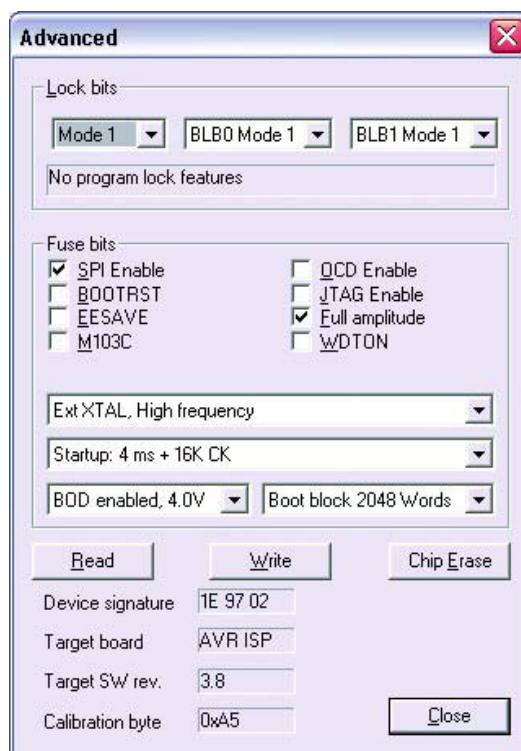 Advanced
Lock bits
Mode 1 BLB0 Mode 1 BLB1 Mode 1
No program lock features
Fuse bits
SPI Enable OCD Enable
BOOTRST JTAG Enable
EESAVE Full amplitude
M103C WDTON
Ext XTAL, High frequency
Startup: 4 ms + 16K CK
BOD enabled, 4.0V Boot block 2048 Words
Read Write Chip Erase
Device signature 1E 97 02
Target board AVR ISP
Target SW rev. 3.8
Calibration byte 0xA5 Close